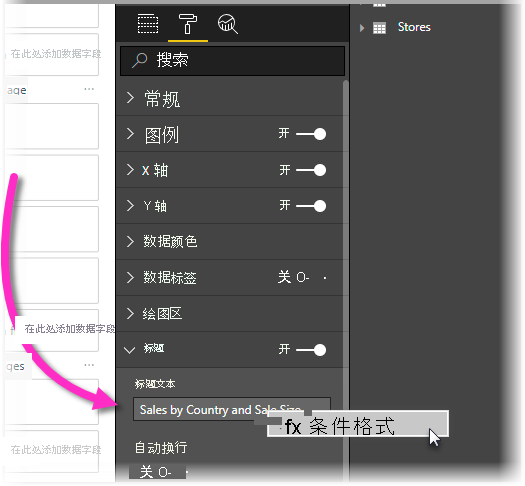 Stores
搜索
在此处添加数据字段
age
常规
图例 开
X 轴 开
Y 轴 开
数据颜色
数据标签 关
绘图区
在此处添加数据字段
标题 开
ges
标题文本
Sales by Country and Sale Size
fx 条件格式
自动换行
在此处添加数据字段
关